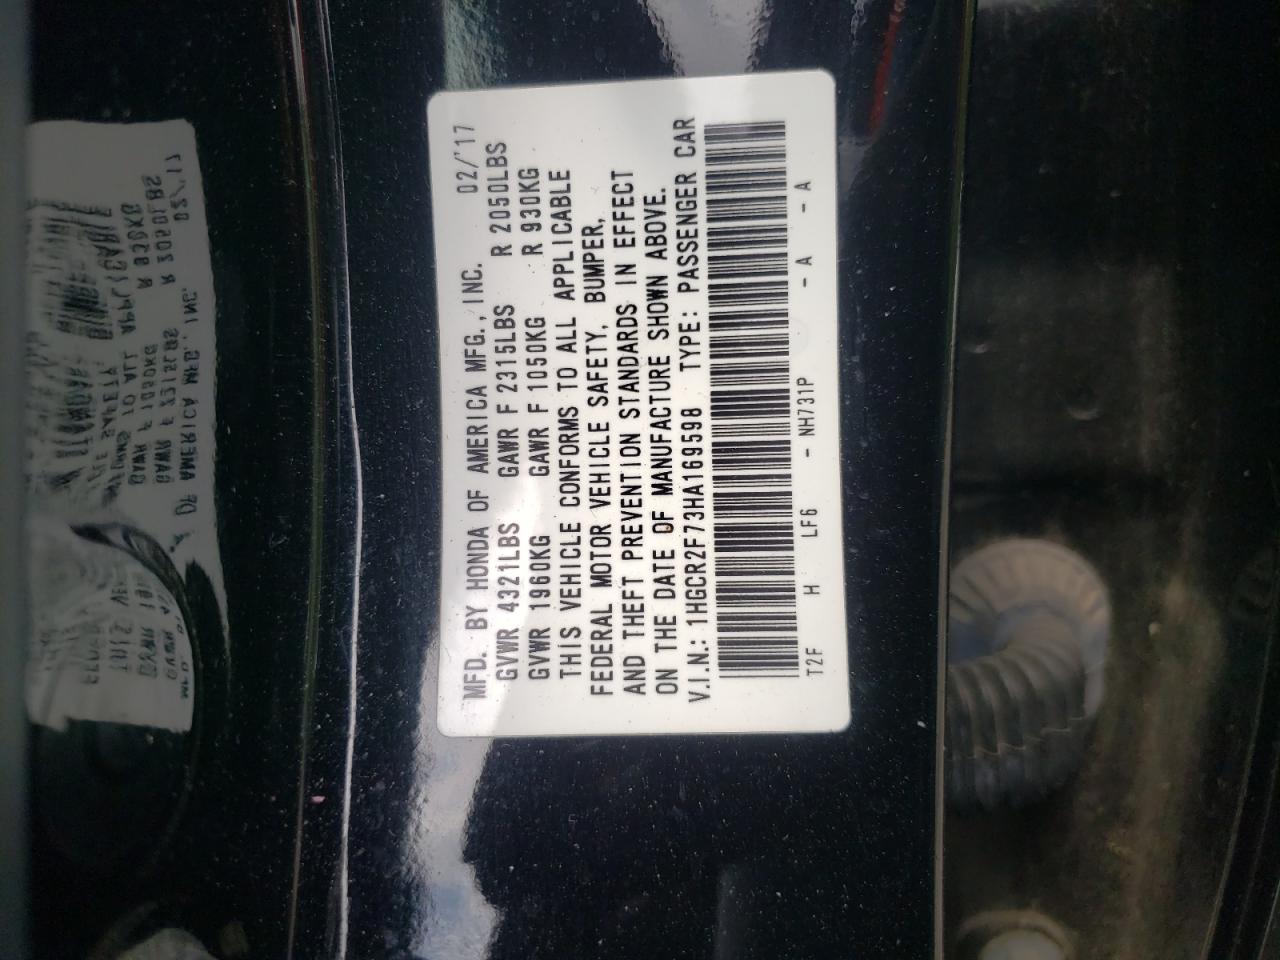 MFD. BY HONDA OF AMERICA MFG., INC. 02/'17
GVWR 4321LBS GAWR F 2315LBS R 2050LBS
GVWR 1960KG GAWR F 1050KG R 930KG
THIS VEHICLE CONFORMS TO ALL APPLICABLE
FEDERAL MOTOR VEHICLE SAFETY, BUMPER,
AND THEFT PREVENTION STANDARDS IN EFFECT
ON THE DATE OF MANUFACTURE SHOWN ABOVE.
V.I.N.: 1HGCR2F73HA169598 TYPE: PASSENGER CAR
T2F H LF6 - NH731P - A - A